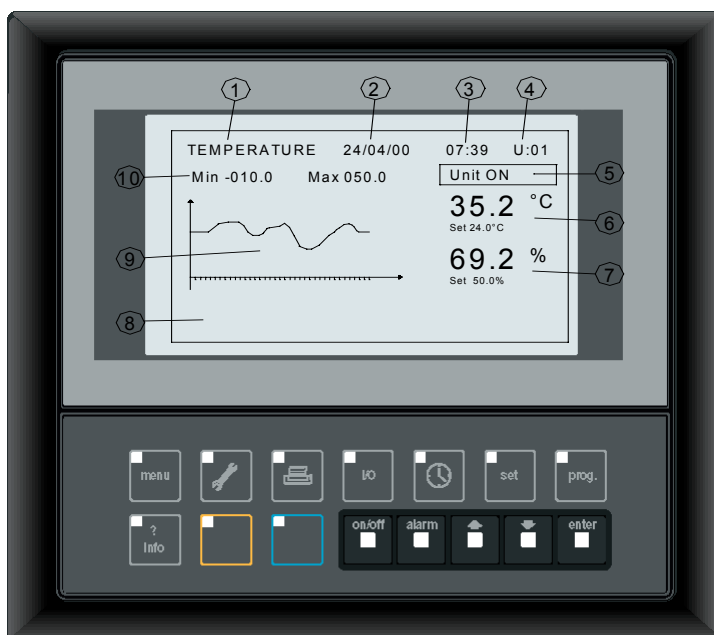 1 2 3 4
TEMPERATURE 24/04/00 07:39 U:01
10 Min -010.0 Max 050.0 Unit ON 5
35.2 °C 6
Set 24.0°C
9 69.2 % 7
Set 50.0%
8
menu I/O set prog.
? on/off alarm enter
Info